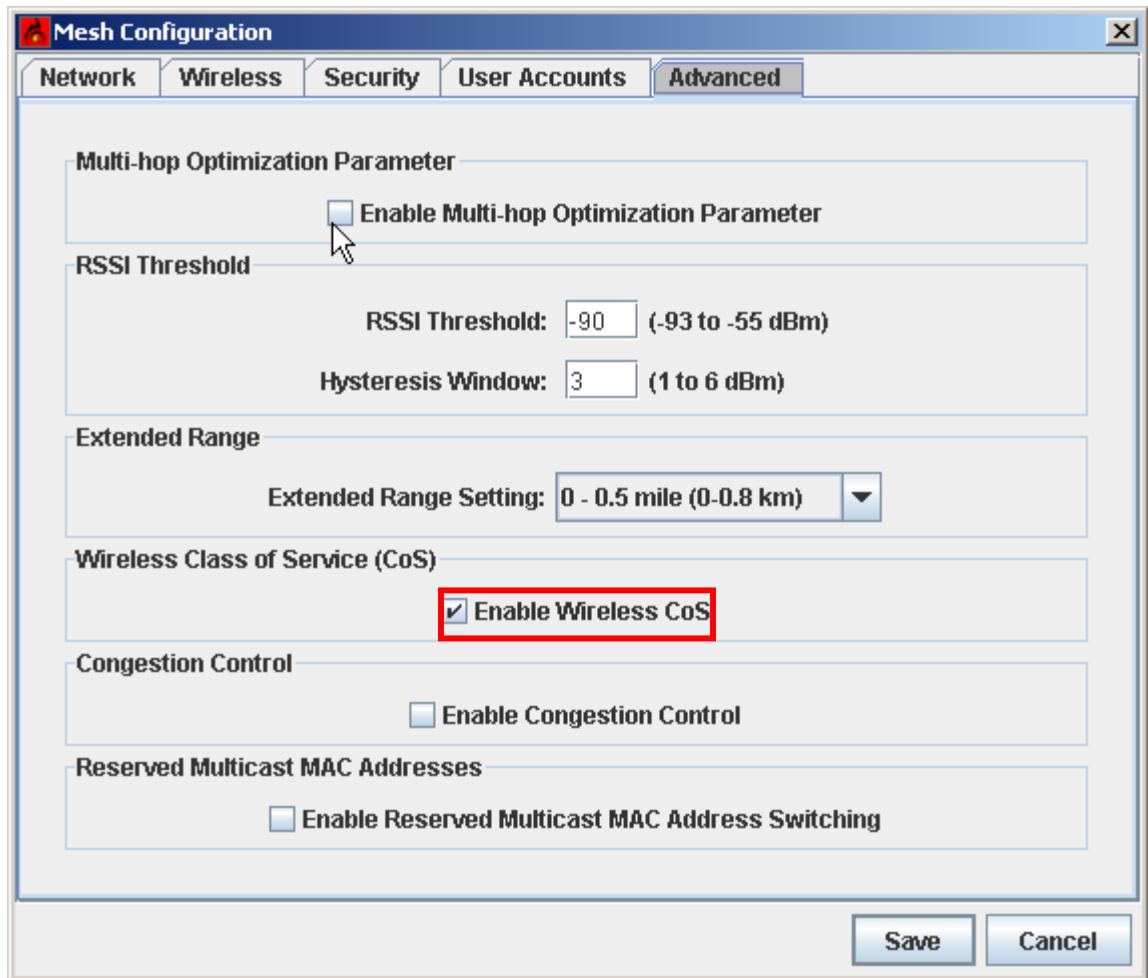 Mesh Configuration
Network Wireless Security User Accounts Advanced
Multi-hop Optimization Parameter
Enable Multi-hop Optimization Parameter
RSSI Threshold
RSSI Threshold: -90 (-93 to -55 dBm)
Hysteresis Window: 3 (1 to 6 dBm)
Extended Range
Extended Range Setting: 0 - 0.5 mile (0-0.8 km)
Wireless Class of Service (CoS)
Enable Wireless CoS
Congestion Control
Enable Congestion Control
Reserved Multicast MAC Addresses
Enable Reserved Multicast MAC Address Switching
Save Cancel